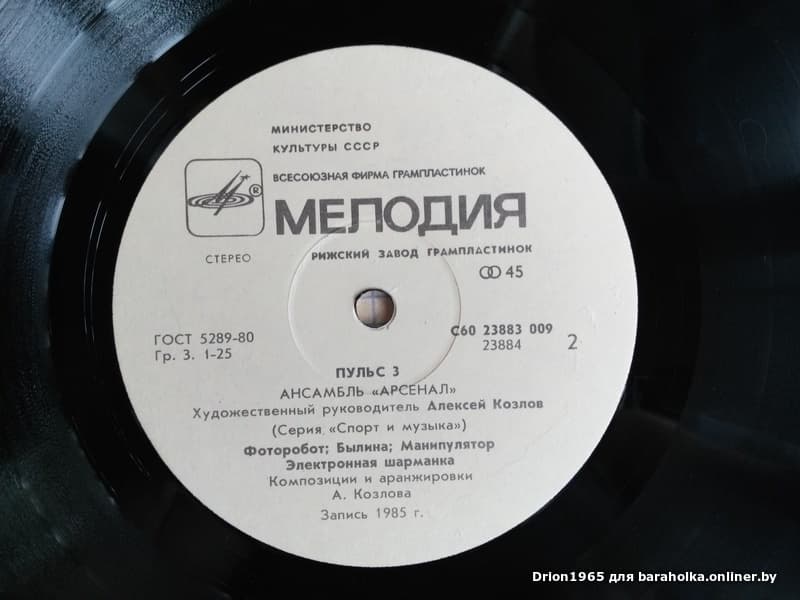 МИНИСТЕРСТВО
КУЛЬТУРЫ СССР
ВСЕСОЮЗНАЯ ФИРМА ГРАМПЛАСТИНОК
®
МЕЛОДИЯ
СТЕРЕО
РИЖСКИЙ ЗАВОД ГРАМПЛАСТИНОК
45
ГОСТ 5289-80
Гр. 3. 1-25
С60 23883 009
23884
2
ПУЛЬС 3
АНСАМБЛЬ «АРСЕНАЛ»
Художественный руководитель Алексей Козлов
(Серия «Спорт и музыка»)
Фоторобот; Былина; Манипулятор
Электронная шарманка
Композиции и аранжировки
А. Козлова
Запись 1985 г.
Drion1965 для baraholka.onliner.by